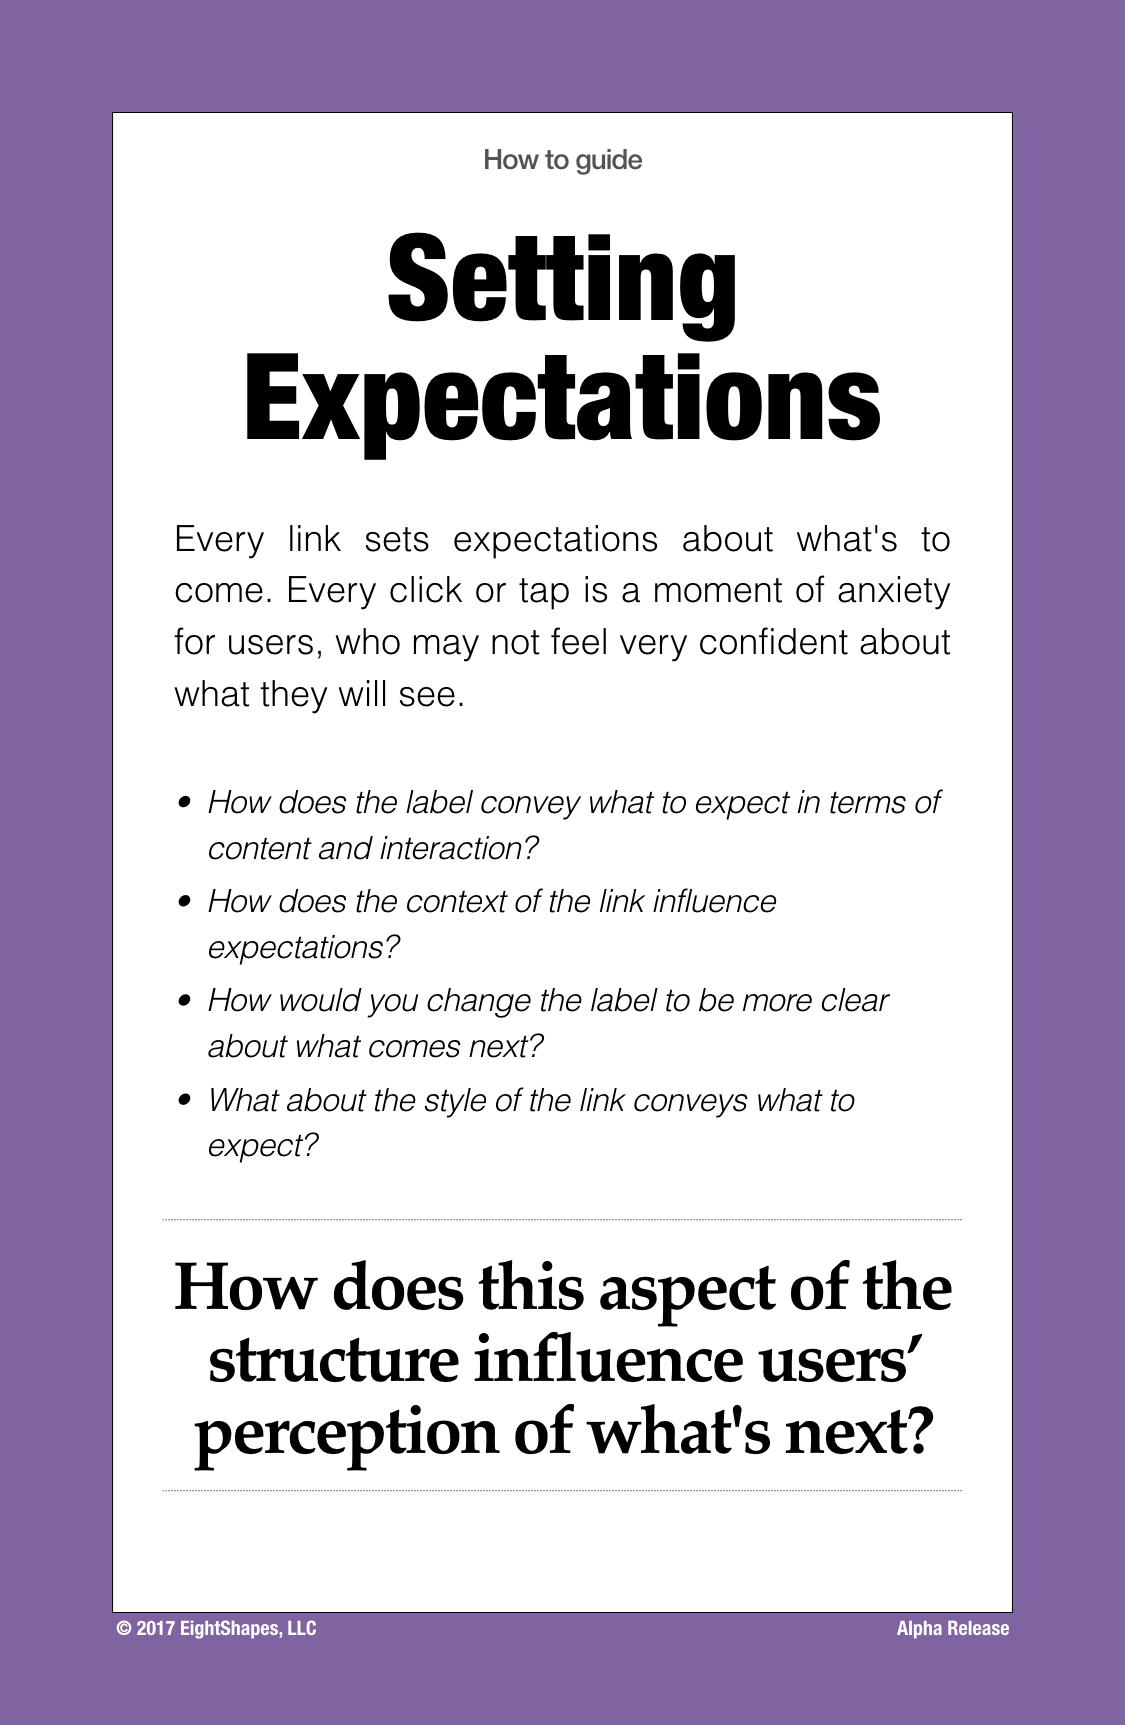 How to guide
Setting
Expectations
Every link sets expectations about what's to
come. Every click or tap is a moment of anxiety
for users, who may not feel very confident about
what they will see.
• How does the label convey what to expect in terms of
content and interaction?
• How does the context of the link influence
expectations?
• How would you change the label to be more clear
about what comes next?
• What about the style of the link conveys what to
expect?
How does this aspect of the
structure influence users’
perception of what's next?
© 2017 EightShapes, LLC
Alpha Release